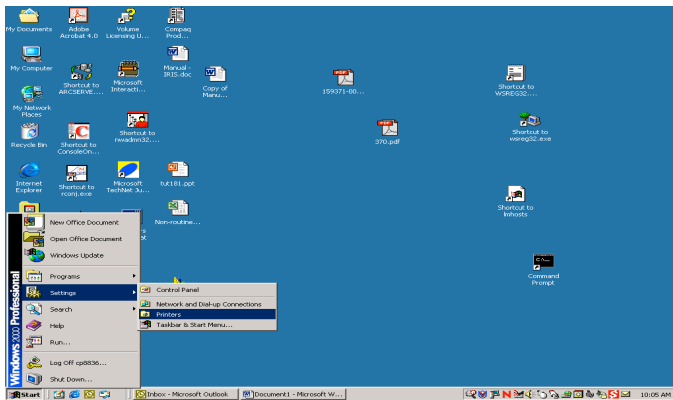 My Documents
Adobe
Acrobat 4.0
Volume
Licensing U...
Compaq
Prod...
My Computer
Shortcut to
ARCSERVE....
Microsoft
Interacti...
Manual -
IRIS.doc
Copy of
Manu...
159371-00...
Shortcut to
WSREG32....
My Network
Places
Recycle Bin
Shortcut to
ConsoleOn...
Shortcut to
rwadmn32....
370.pdf
Shortcut to
wsreg32.exe
Internet
Explorer
Shortcut to
rconj.exe
Microsoft
TechNet Ju...
tut181.ppt
Non-routine...
Shortcut to
lmhosts
Command
Prompt
Windows 2000 Professional
New Office Document
Open Office Document
Windows Update
Programs
Settings
Search
Help
Run...
Log Off cp8836...
Shut Down...
Control Panel
Network and Dial-up Connections
Printers
Taskbar & Start Menu...
Start
Inbox - Microsoft Outlook
Document1 - Microsoft W...
10:05 AM